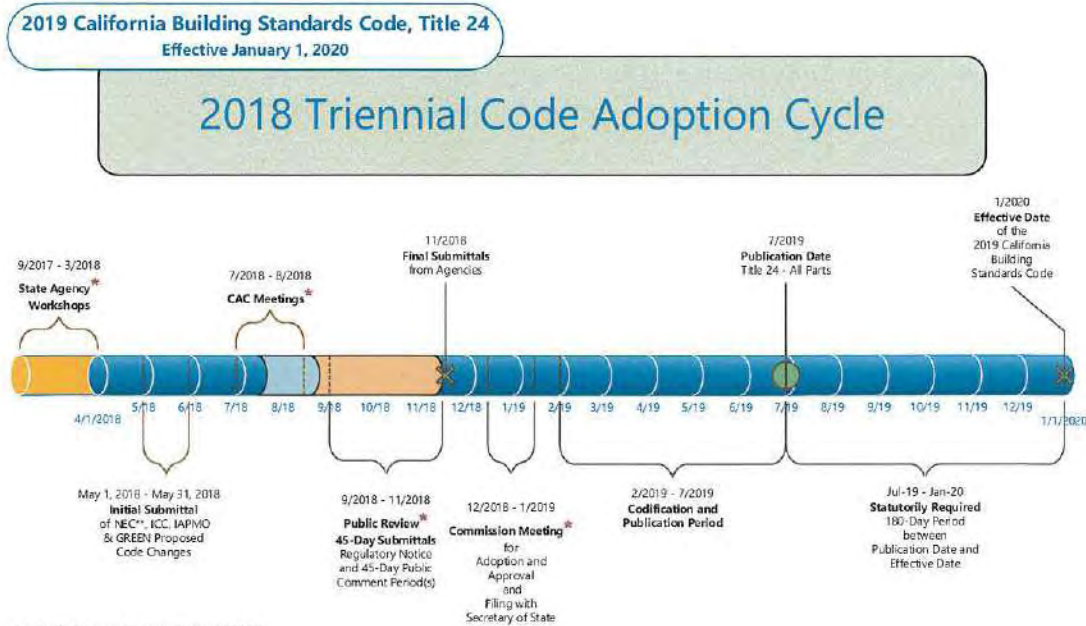 2019 California Building Standards Code, Title 24
Effective January 1, 2020
2018 Triennial Code Adoption Cycle
9/2017 - 3/2018
State Agency*
Workshops
7/2018 - 8/2018
CAC Meetings*
11/2018
Final Submittals
from Agencies
7/2019
Publication Date
Title 24 - All Parts
1/2020
Effective Date
of the
2019 California
Building
Standards Code
4/1/2018
5/18
6/18
7/18
8/18
9/18
10/18
11/18
12/18
1/19
2/19
3/19
4/19
5/19
6/19
7/19
8/19
9/19
10/19
11/19
12/19
1/1/2020
May 1, 2018 - May 31, 2018
Initial Submittal
of NEC**, ICC, IAPMO
& GREEN Proposed
Code Changes
9/2018 - 11/2018
Public Review*
45-Day Submittals
Regulatory Notice
and 45-Day Public
Comment Period(s)
12/2018 - 1/2019
Commission Meeting*
for
Adoption and
Approval
and
Filing with
Secretary of State
2/2019 - 7/2019
Codification and
Publication Period
Jul-19 - Jan-20
Statutorily Required
180-Day Period
between
Publication Date and
Effective Date